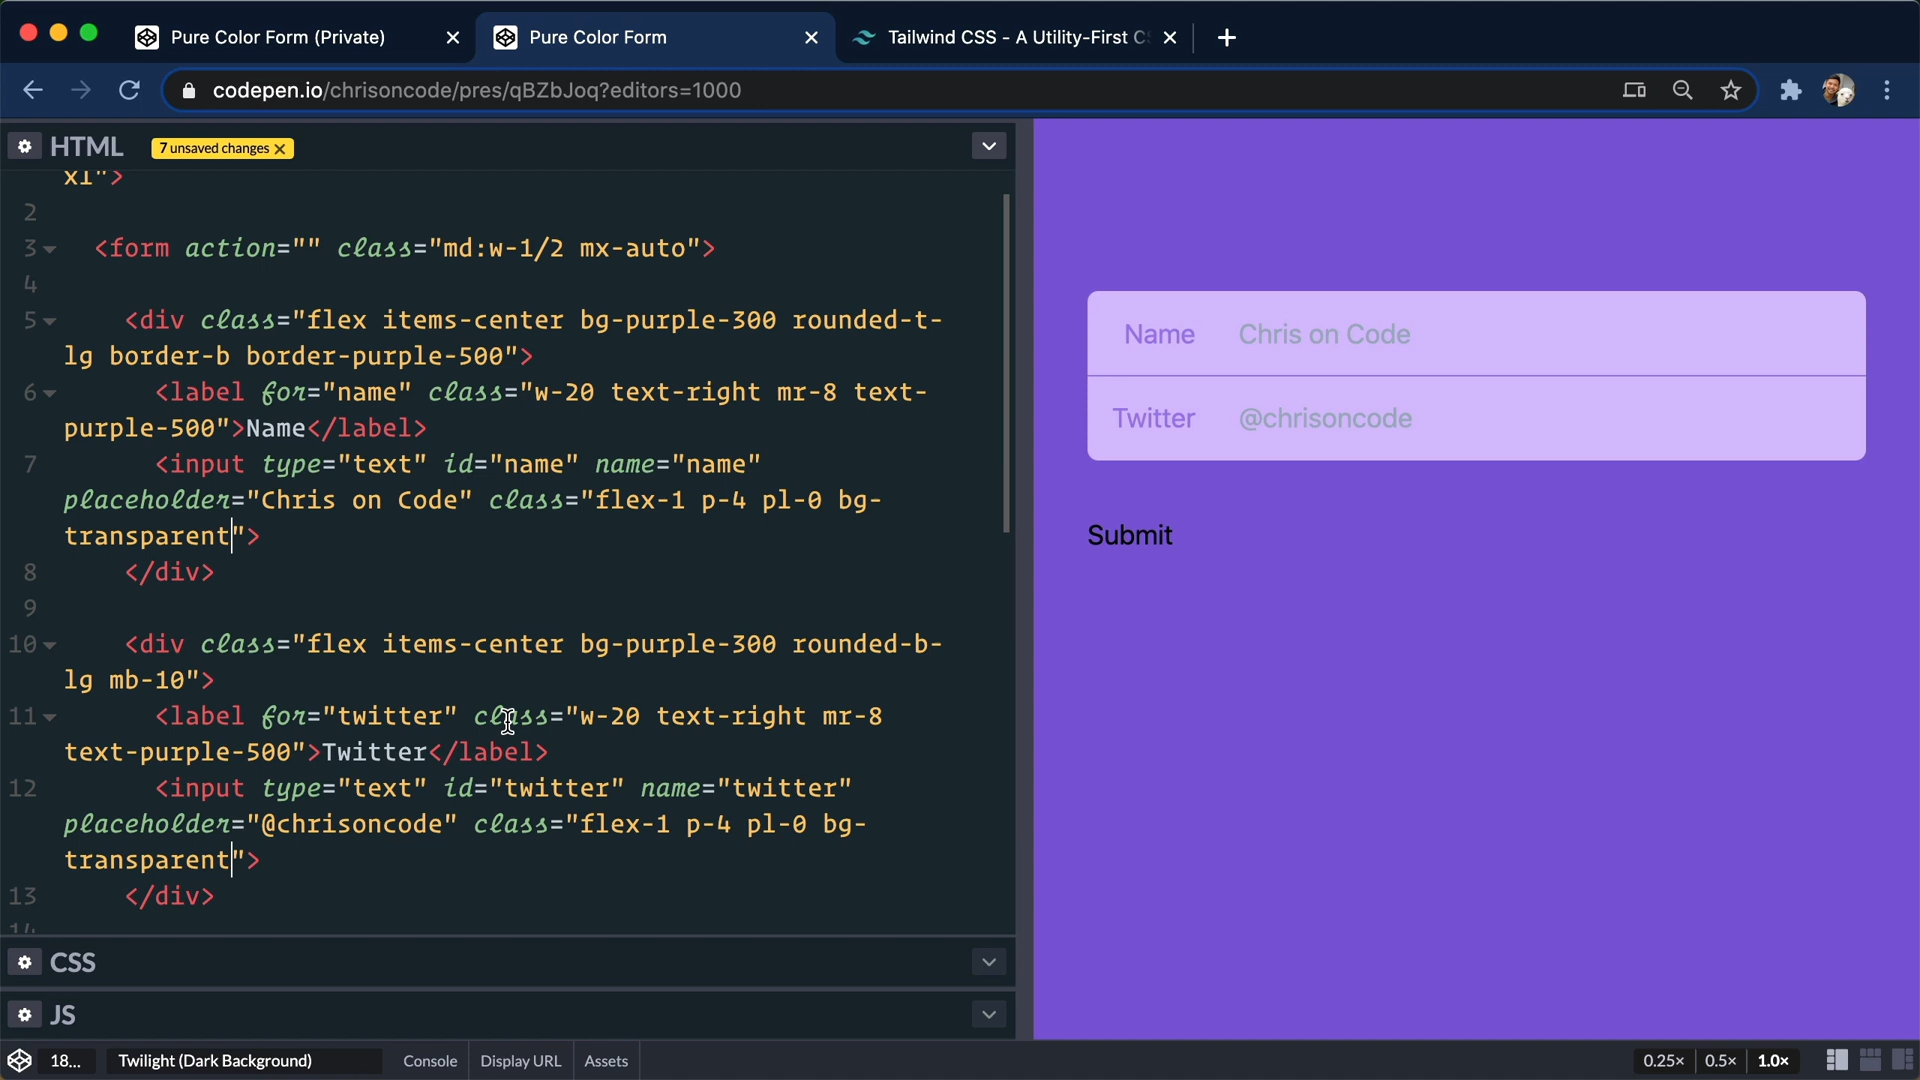 Pure Color Form (Private)
Pure Color Form
Tailwind CSS - A Utility-First C
codepen.io/chrisoncode/pres/qBZbJoq?editors=1000
HTML
7 unsaved changes ×
xl">
2
3 <form action="" class="md:w-1/2 mx-auto">
4
5 <div class="flex items-center bg-purple-300 rounded-t-
lg border-b border-purple-500">
6 <label for="name" class="w-20 text-right mr-8 text-
purple-500">Name</label>
7 <input type="text" id="name" name="name"
placeholder="Chris on Code" class="flex-1 p-4 pl-0 bg-
transparent">
8 </div>
9
10 <div class="flex items-center bg-purple-300 rounded-b-
lg mb-10">
11 <label for="twitter" class="w-20 text-right mr-8
text-purple-500">Twitter</label>
12 <input type="text" id="twitter" name="twitter"
placeholder="@chrisoncode" class="flex-1 p-4 pl-0 bg-
transparent">
13 </div>
14
Name Chris on Code
Twitter @chrisoncode
Submit
CSS
JS
18... Twilight (Dark Background) Console Display URL Assets 0.25× 0.5× 1.0×